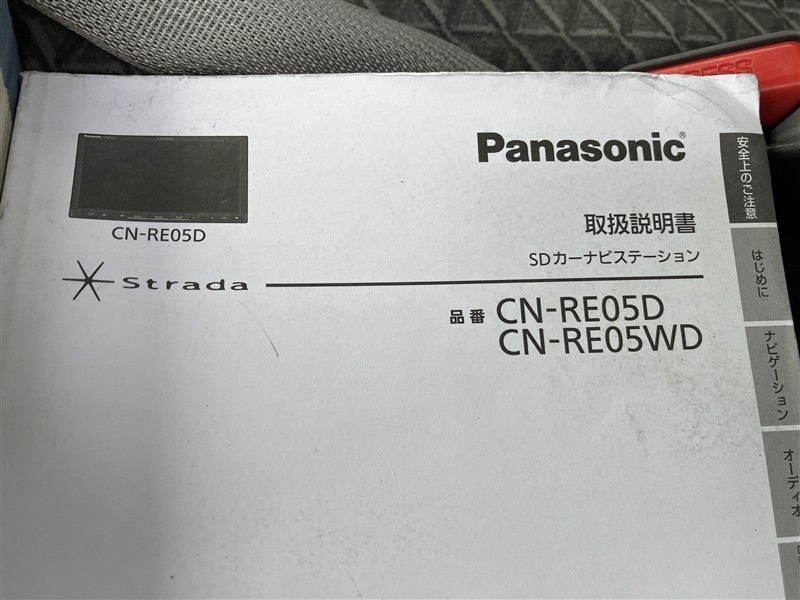 Panasonic®
CN-RE05D
取扱説明書
SDカーナビステーション
Strada
品番 CN-RE05D
CN-RE05WD
安全上のご注意
はじめに
ナビゲーション
オーディオ